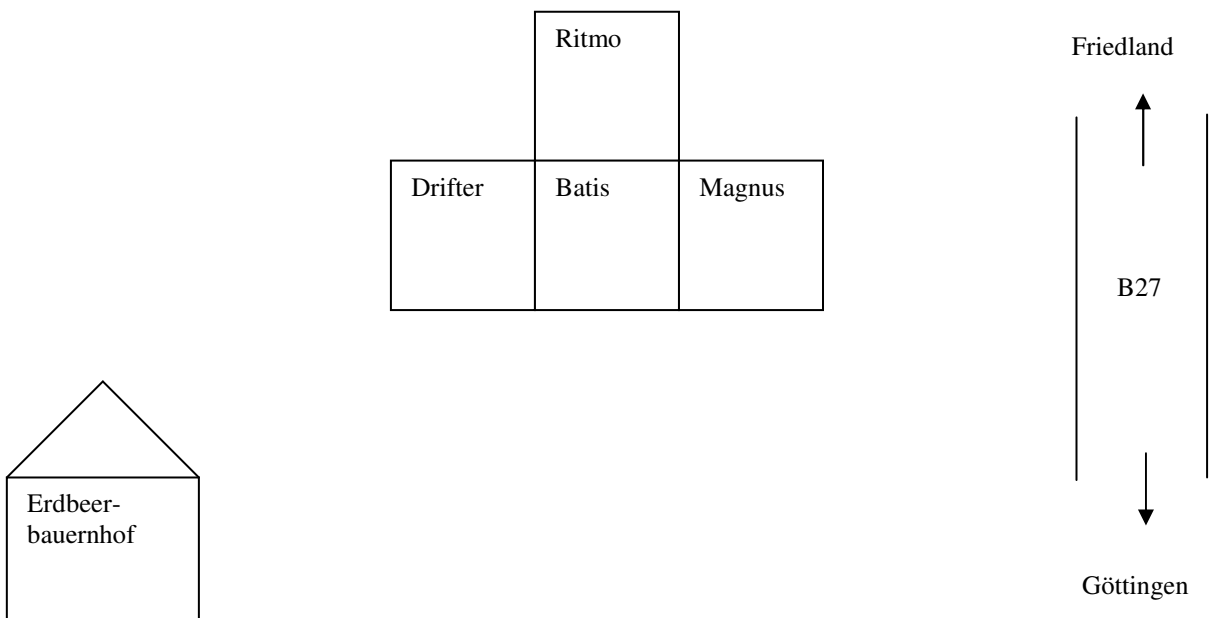 Ritmo
Friedland
Drifter
Batis
Magnus
B27
Erdbeer-
bauernhof
Göttingen